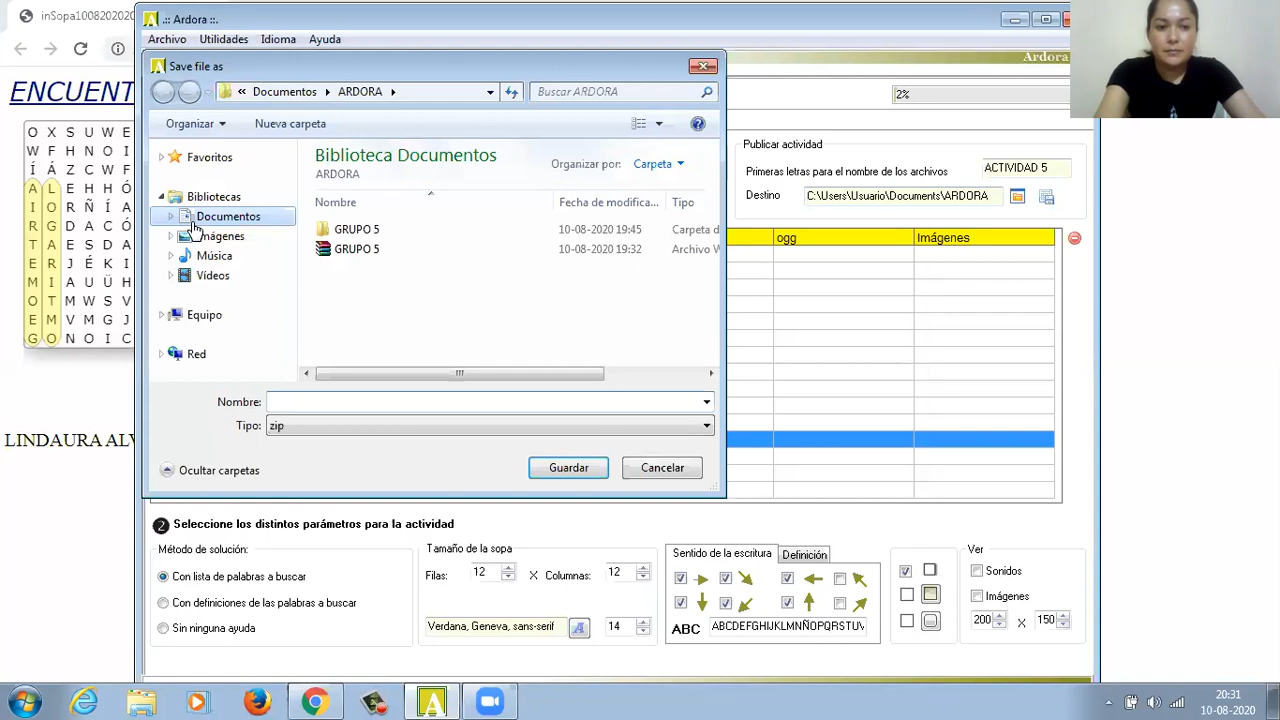 inSopa1008202020
.:: Ardora ::.
Archivo Utilidades Idioma Ayuda
Ardora
Save file as
« Documentos ARDORA
Buscar ARDORA
Organizar Nueva carpeta
2%
ENCUENT
Favoritos
Bibliotecas
Documentos
Imágenes
Música
Vídeos
Equipo
Red
Biblioteca Documentos
ARDORA
Organizar por: Carpeta
Nombre Fecha de modifica... Tipo
GRUPO 5 10-08-2020 19:45 Carpeta d
GRUPO 5 10-08-2020 19:32 Archivo W
Nombre:
Tipo: zip
Ocultar carpetas
Guardar Cancelar
Publicar actividad
Primeras letras para el nombre de los archivos ACTIVIDAD 5
Destino C:\Users\Usuario\Documents\ARDORA
ogg Imágenes
O X S U W E
W F H N O I
Í Á Z C W F
A L E H H Ó
I O R Ñ Í A
R G D A C Ó
T A E S D A
E R J É K I
M I A U Ü H
O T M W S V
E M V M G J
G O N O I C
LINDAURA ALV
2 Seleccione los distintos parámetros para la actividad
Método de solución:
Con lista de palabras a buscar
Con definiciones de las palabras a buscar
Sin ninguna ayuda
Tamaño de la sopa
Filas: 12 X Columnas: 12
Verdana, Geneva, sans-serif A 14
Sentido de la escritura Definición
ABC ABCDEFGHIJKLMNÑOPQRSTUV
Ver
Sonidos
Imágenes
200 x 150
20:31
10-08-2020